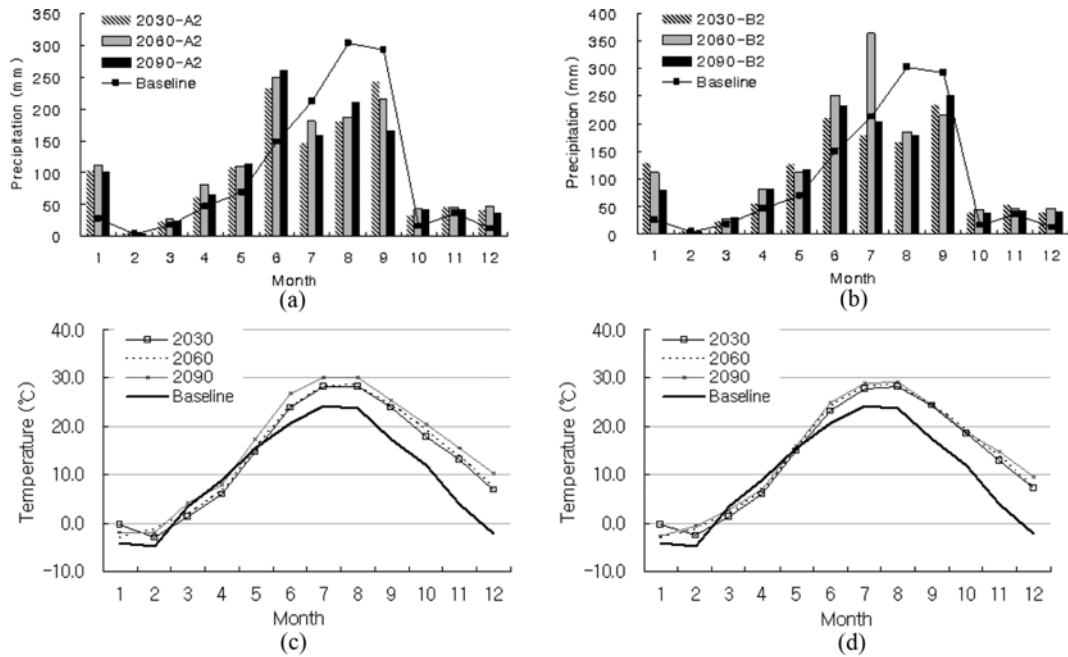 2030-A2
2060-A2
2090-A2
Baseline
Precipitation (mm)
350
300
250
200
150
100
50
0
1 2 3 4 5 6 7 8 9 10 11 12
Month
(a)
2030-B2
2060-B2
2090-B2
Baseline
Precipitation (mm)
400
350
300
250
200
150
100
50
0
1 2 3 4 5 6 7 8 9 10 11 12
Month
(b)
2030
2060
2090
Baseline
Temperature (℃)
40.0
30.0
20.0
10.0
0.0
-10.0
1 2 3 4 5 6 7 8 9 10 11 12
Month
(c)
2030
2060
2090
Baseline
Temperature (℃)
40.0
30.0
20.0
10.0
0.0
-10.0
1 2 3 4 5 6 7 8 9 10 11 12
Month
(d)